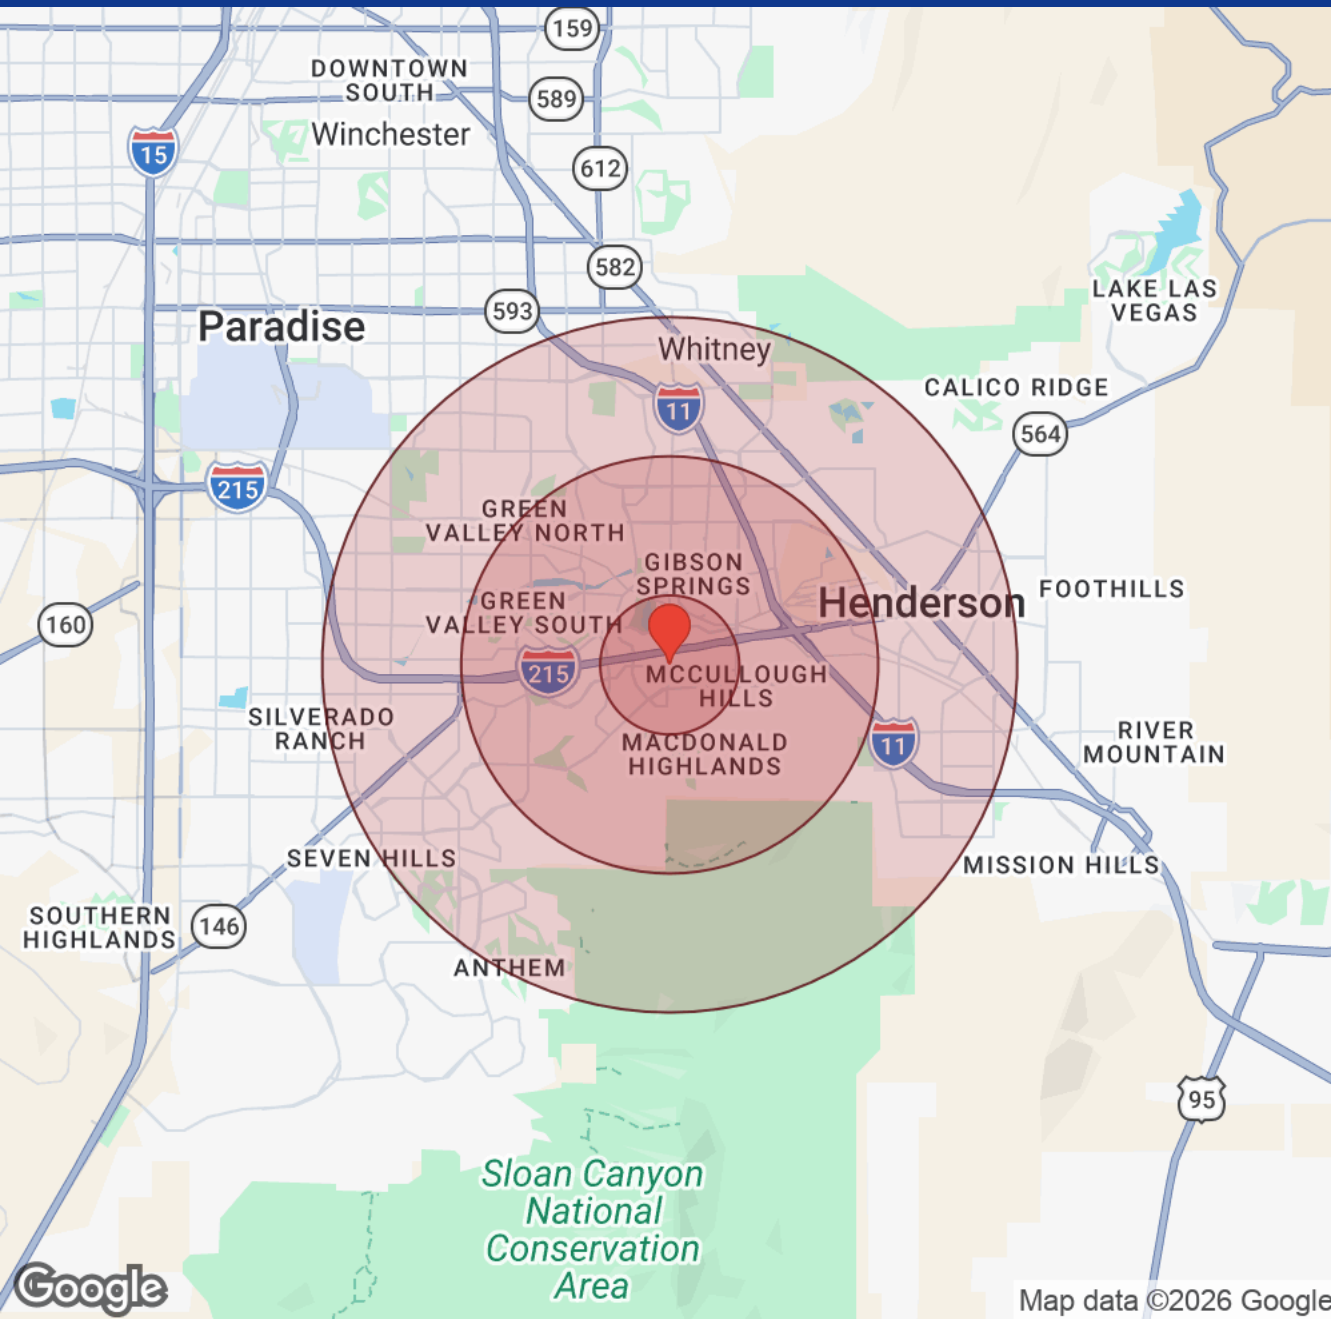 159
DOWNTOWN
SOUTH
589
Winchester
15
612
582
LAKE LAS
VEGAS
593
Paradise
Whitney
CALICO RIDGE
11
564
215
GREEN
VALLEY NORTH
GIBSON
SPRINGS
FOOTHILLS
Henderson
GREEN
VALLEY SOUTH
160
215
MCCULLOUGH
HILLS
SILVERADO
RANCH
MACDONALD
HIGHLANDS
11
RIVER
MOUNTAIN
SEVEN HILLS
MISSION HILLS
SOUTHERN
HIGHLANDS
146
ANTHEM
95
Sloan Canyon
National
Conservation
Area
Google
Map data ©2026 Google